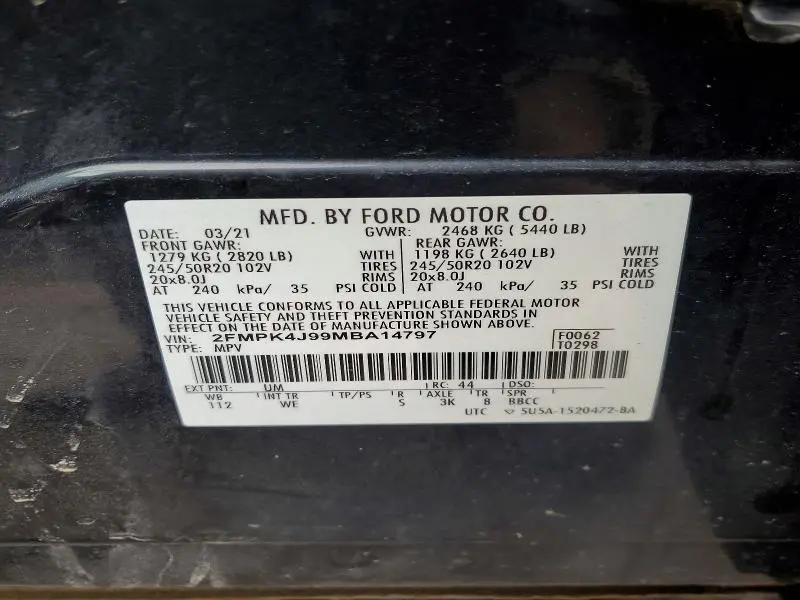 MFD. BY FORD MOTOR CO.
DATE: 03/21 GVWR: 2468 KG ( 5440 LB)
FRONT GAWR: REAR GAWR:
1279 KG ( 2820 LB) WITH 1198 KG ( 2640 LB) WITH
245/50R20 102V TIRES 245/50R20 102V TIRES
20x8.0J RIMS 20x8.0J RIMS
AT 240 kPa/ 35 PSI COLD AT 240 kPa/ 35 PSI COLD
THIS VEHICLE CONFORMS TO ALL APPLICABLE FEDERAL MOTOR
VEHICLE SAFETY AND THEFT PREVENTION STANDARDS IN
EFFECT ON THE DATE OF MANUFACTURE SHOWN ABOVE.
VIN: 2FMPK4J99MBA14797 F0062
TYPE: MPV T0298
EXT PNT: UM RC: 44 DSO:
WB INT TR TP/PS R AXLE TR SPR
112 WE S 3K 8 BBCC
UTC 5U5A-1520472-BA